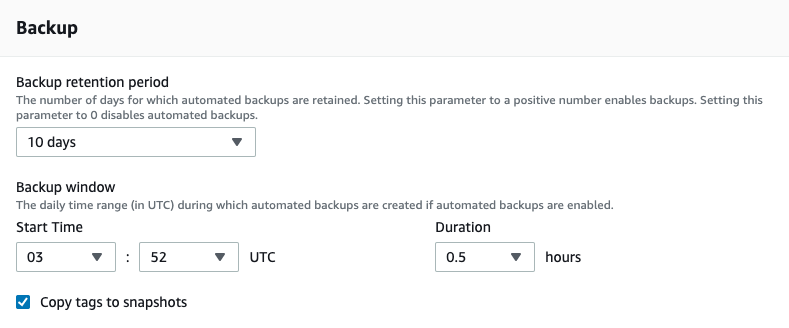 Backup
Backup retention period
The number of days for which automated backups are retained. Setting this parameter to a positive number enables backups. Setting this
parameter to 0 disables automated backups.
10 days
Backup window
The daily time range (in UTC) during which automated backups are created if automated backups are enabled.
Start Time Duration
03 : 52 UTC 0.5 hours
Copy tags to snapshots